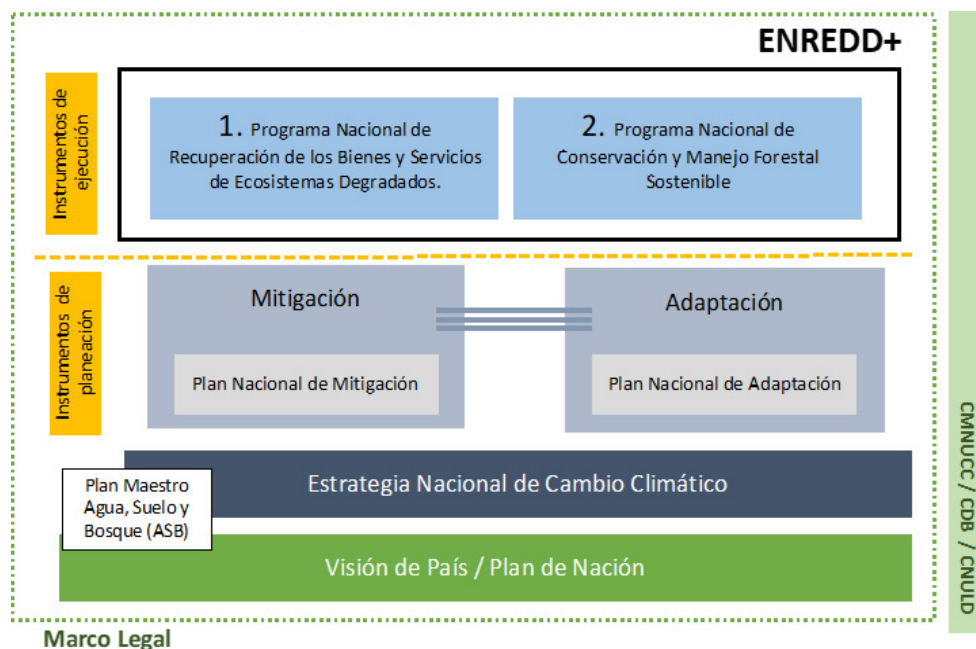 ENREDD+
Instrumentos de
ejecución
1. Programa Nacional de
Recuperación de los Bienes y Servicios
de Ecosistemas Degradados.
2. Programa Nacional de
Conservación y Manejo Forestal
Sostenible
Instrumentos de
planeación
Mitigación
Plan Nacional de Mitigación
Adaptación
Plan Nacional de Adaptación
Estrategia Nacional de Cambio Climático
Plan Maestro
Agua, Suelo y
Bosque (ASB)
Visión de País / Plan de Nación
CMNUCC / CDB / CNULD
Marco Legal